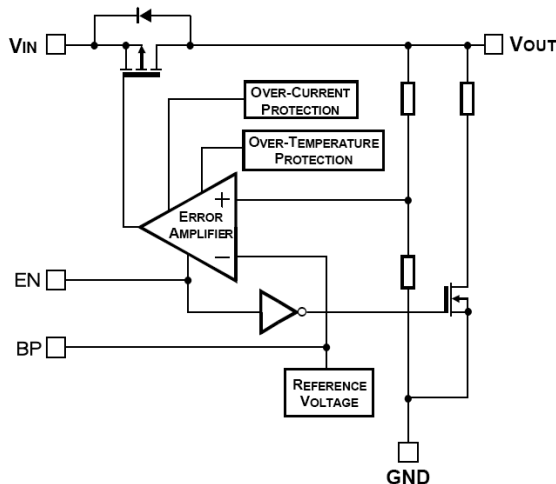 VIN
VOUT
OVER-CURRENT
PROTECTION
OVER-TEMPERATURE
PROTECTION
+
ERROR
AMPLIFIER
−
EN
BP
REFERENCE
VOLTAGE
GND